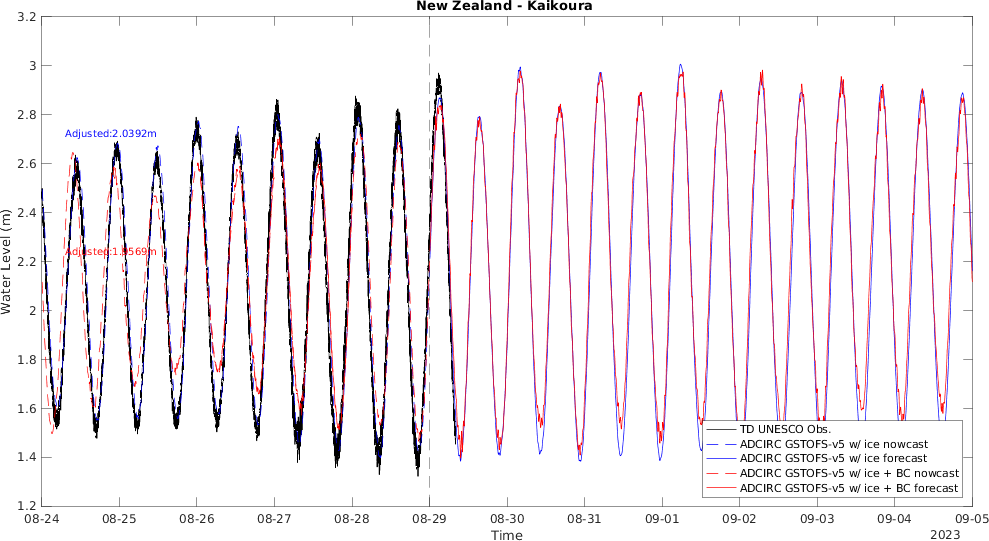 New Zealand - Kaikoura
3.2
3
2.8
2.6
2.4
2.2
2
1.8
1.6
1.4
1.2
Water Level (m)
Adjusted:2.0392m
Adjusted:1.9569m
TD UNESCO Obs.
ADCIRC GSTOFS-v5 w/ ice nowcast
ADCIRC GSTOFS-v5 w/ ice forecast
ADCIRC GSTOFS-v5 w/ ice + BC nowcast
ADCIRC GSTOFS-v5 w/ ice + BC forecast
08-24 08-25 08-26 08-27 08-28 08-29 08-30 08-31 09-01 09-02 09-03 09-04 09-05
Time
2023